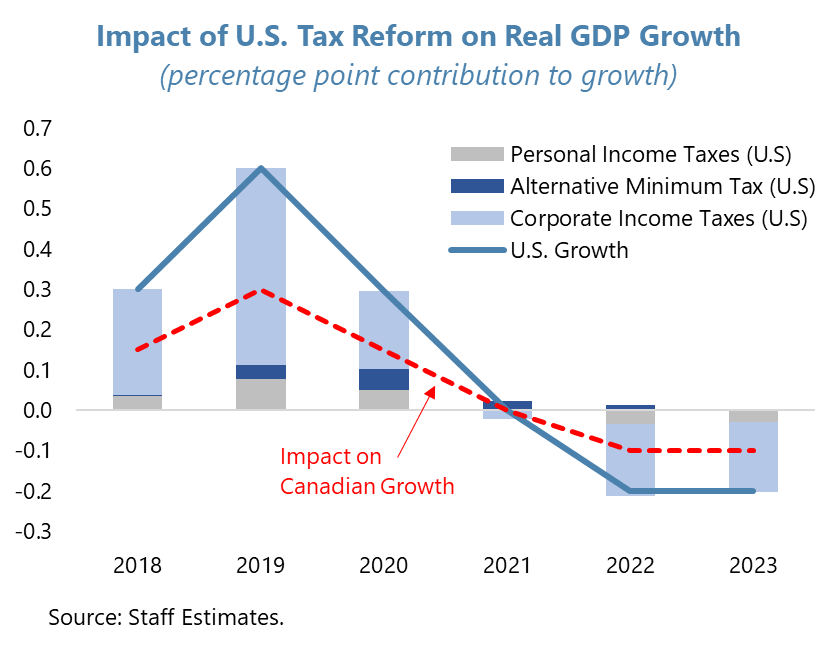 Impact of U.S. Tax Reform on Real GDP Growth
(percentage point contribution to growth)
0.7
0.6
0.5
0.4
0.3
0.2
0.1
0.0
-0.1
-0.2
-0.3
Personal Income Taxes (U.S)
Alternative Minimum Tax (U.S)
Corporate Income Taxes (U.S)
U.S. Growth
Impact on
Canadian Growth
2018 2019 2020 2021 2022 2023
Source: Staff Estimates.